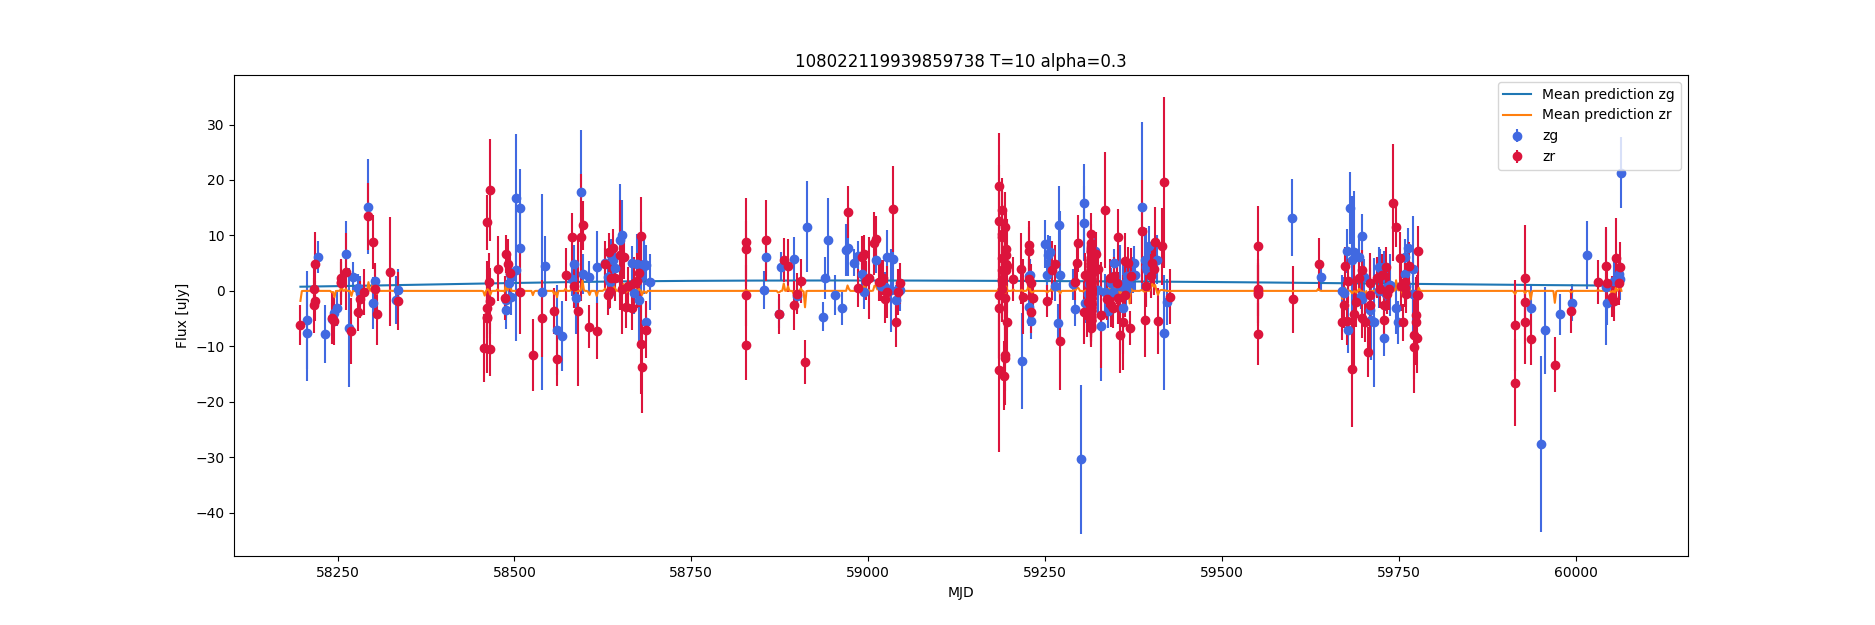 108022119939859738 T=10 alpha=0.3
Mean prediction zg
Mean prediction zr
zg
zr
Flux [uJy]
30
20
10
0
−10
−20
−30
−40
58250 58500 58750 59000 59250 59500 59750 60000
MJD